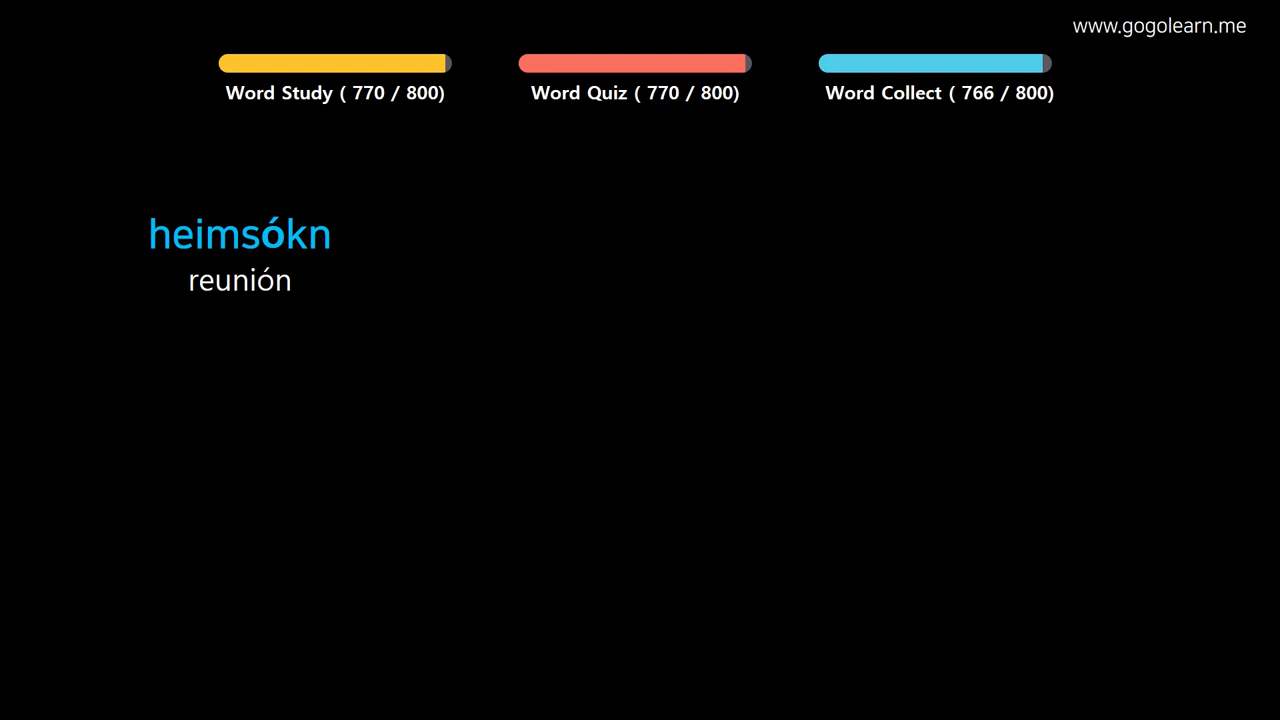 www.gogolearn.me
Word Study ( 770 / 800)
Word Quiz ( 770 / 800)
Word Collect ( 766 / 800)
heimsókn
reunión